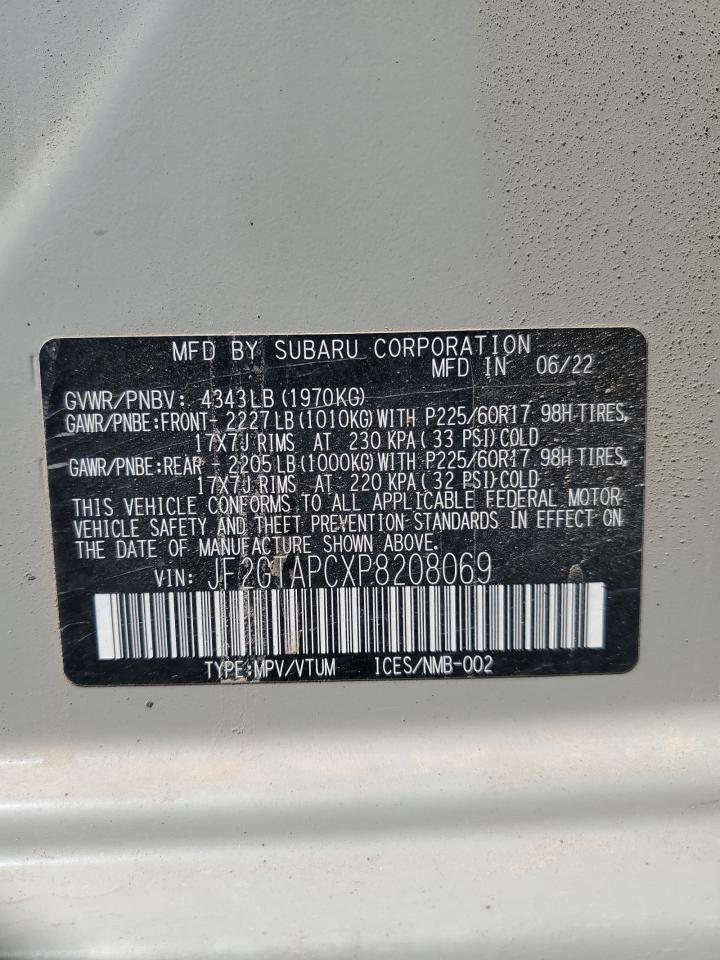 MFD BY SUBARU CORPORATION
MFD IN 06/22
GVWR/PNBV: 4343LB(1970KG)
GAWR/PNBE:FRONT- 2227LB(1010KG)WITH P225/60R17 98H TIRES,
17X7J RIMS AT 230 KPA( 33 PSI)COLD
GAWR/PNBE:REAR - 2205LB(1000KG)WITH P225/60R17 98H TIRES,
17X7J RIMS AT 220 KPA( 32 PSI)COLD
THIS VEHICLE CONFORMS TO ALL APPLICABLE FEDERAL MOTOR
VEHICLE SAFETY AND THEFT PREVENTION STANDARDS IN EFFECT ON
THE DATE OF MANUFACTURE SHOWN ABOVE.
VIN: JF2GTAPCXP8208069
TYPE:MPV/VTUM ICES/NMB-002